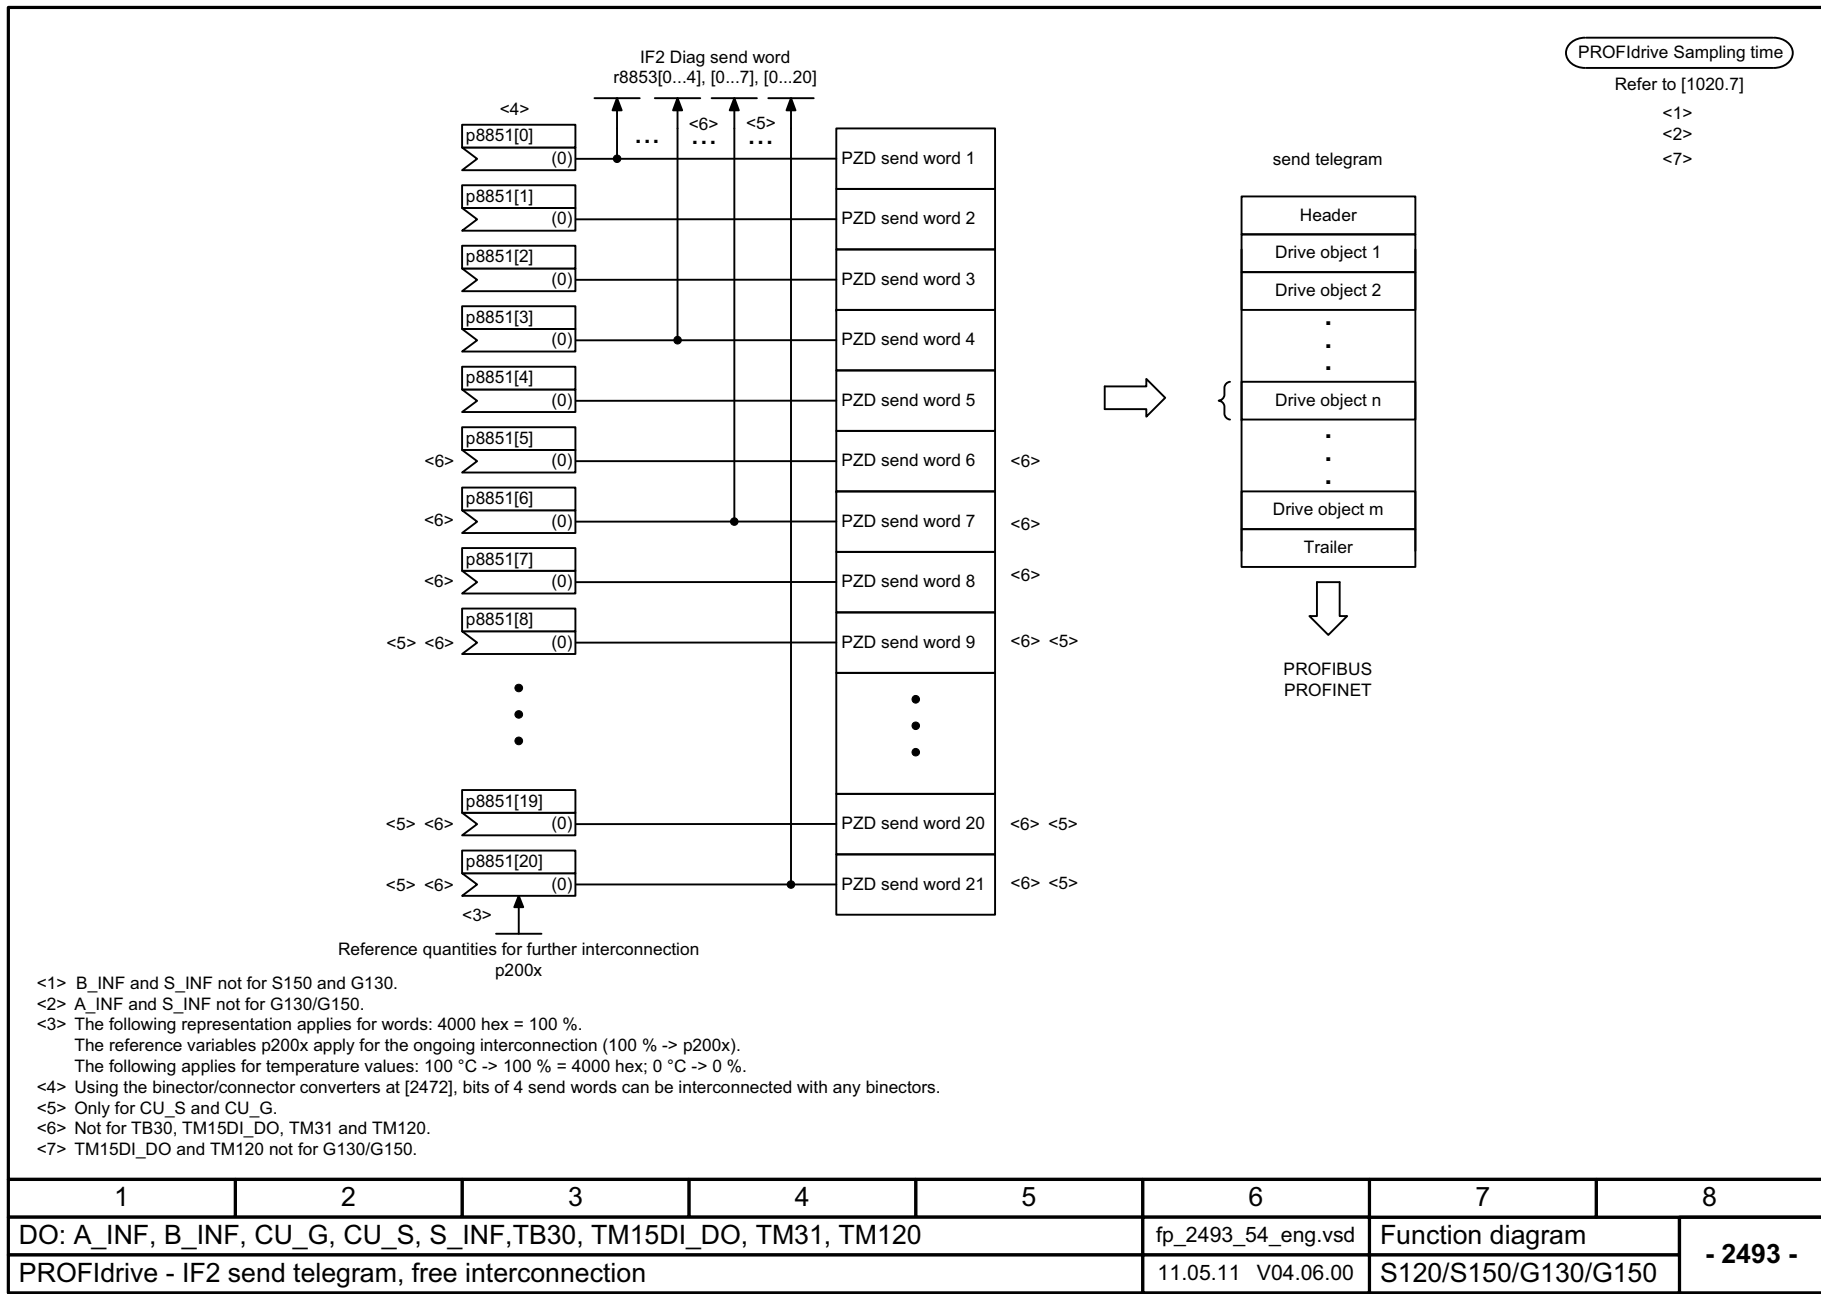 IF2 Diag send word
r8853[0...4], [0...7], [0...20]
PROFIdrive Sampling time
Refer to [1020.7]
<1>
<2>
<7>
<4>
<6>
<5>
... ... ...
p8851[0]
(0)
PZD send word 1
p8851[1]
(0)
PZD send word 2
p8851[2]
(0)
PZD send word 3
p8851[3]
(0)
PZD send word 4
p8851[4]
(0)
PZD send word 5
p8851[5]
<6> (0)
PZD send word 6 <6>
p8851[6]
<6> (0)
PZD send word 7 <6>
p8851[7]
<6> (0)
PZD send word 8 <6>
p8851[8]
<5> <6> (0)
PZD send word 9 <6> <5>
p8851[19]
<5> <6> (0)
PZD send word 20 <6> <5>
p8851[20]
<5> <6> (0)
PZD send word 21 <6> <5>
<3>
Reference quantities for further interconnection
p200x
send telegram
Header
Drive object 1
Drive object 2
Drive object n
Drive object m
Trailer
PROFIBUS
PROFINET
<1> B_INF and S_INF not for S150 and G130.
<2> A_INF and S_INF not for G130/G150.
<3> The following representation applies for words: 4000 hex = 100 %.
The reference variables p200x apply for the ongoing interconnection (100 % -> p200x).
The following applies for temperature values: 100 °C -> 100 % = 4000 hex; 0 °C -> 0 %.
<4> Using the binector/connector converters at [2472], bits of 4 send words can be interconnected with any binectors.
<5> Only for CU_S and CU_G.
<6> Not for TB30, TM15DI_DO, TM31 and TM120.
<7> TM15DI_DO and TM120 not for G130/G150.
1 2 3 4 5 6 7 8
DO: A_INF, B_INF, CU_G, CU_S, S_INF,TB30, TM15DI_DO, TM31, TM120
fp_2493_54_eng.vsd
Function diagram
- 2493 -
PROFIdrive - IF2 send telegram, free interconnection
11.05.11 V04.06.00
S120/S150/G130/G150